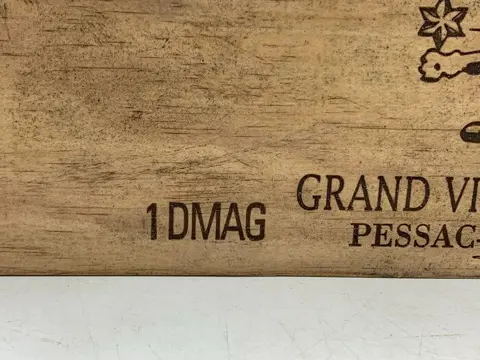 GRAND VI
1 DMAG
PESSAC-